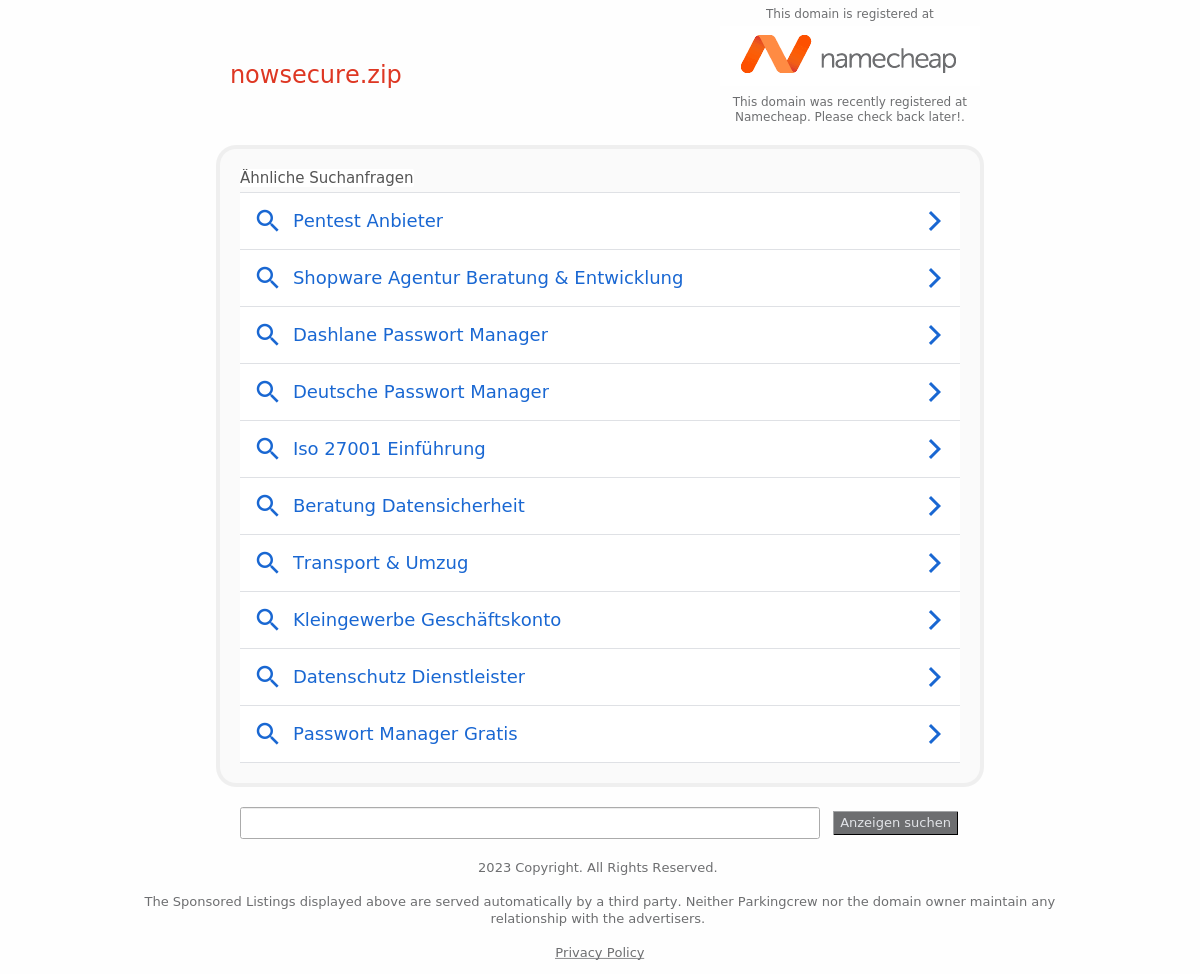 This domain is registered at
namecheap
nowsecure.zip
This domain was recently registered at
Namecheap. Please check back later!.
Ähnliche Suchanfragen
Pentest Anbieter
Shopware Agentur Beratung & Entwicklung
Dashlane Passwort Manager
Deutsche Passwort Manager
Iso 27001 Einführung
Beratung Datensicherheit
Transport & Umzug
Kleingewerbe Geschäftskonto
Datenschutz Dienstleister
Passwort Manager Gratis
Anzeigen suchen
2023 Copyright. All Rights Reserved.
The Sponsored Listings displayed above are served automatically by a third party. Neither Parkingcrew nor the domain owner maintain any
relationship with the advertisers.
Privacy Policy